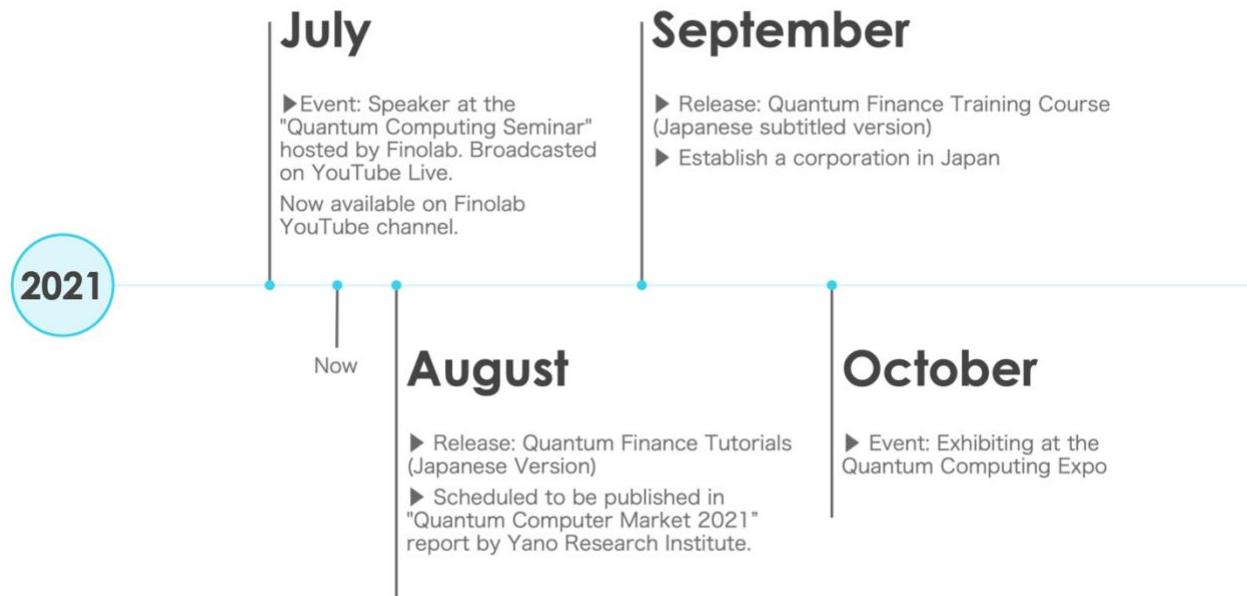 2021
July
▶Event: Speaker at the
"Quantum Computing Seminar"
hosted by Finolab. Broadcasted
on YouTube Live.
Now available on Finolab
YouTube channel.
Now
August
▶ Release: Quantum Finance Tutorials
(Japanese Version)
▶ Scheduled to be published in
"Quantum Computer Market 2021"
report by Yano Research Institute.
September
▶ Release: Quantum Finance Training Course
(Japanese subtitled version)
▶ Establish a corporation in Japan
October
▶ Event: Exhibiting at the
Quantum Computing Expo